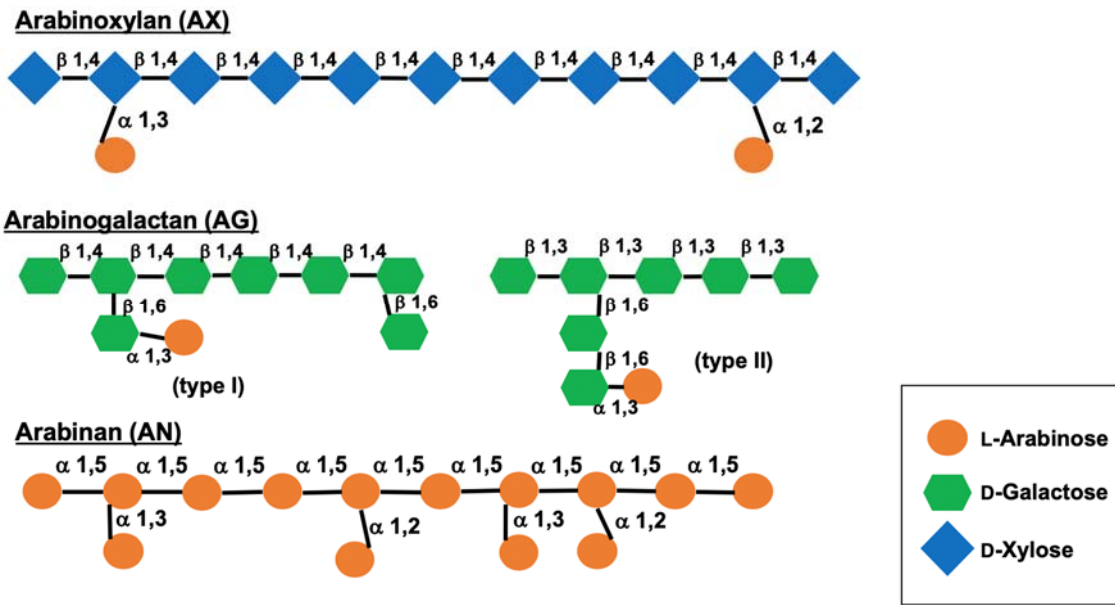 Arabinoxylan (AX)
β 1,4 β 1,4 β 1,4 β 1,4 β 1,4 β 1,4 β 1,4 β 1,4 β 1,4 β 1,4
α 1,3 α 1,2
Arabinogalactan (AG)
β 1,4 β 1,4 β 1,4 β 1,4 β 1,4
β 1,6 β 1,6
α 1,3
(type I)
β 1,3 β 1,3 β 1,3 β 1,3
β 1,6
β 1,6
(type II)
α 1,3
Arabinan (AN)
α 1,5 α 1,5 α 1,5 α 1,5 α 1,5 α 1,5 α 1,5 α 1,5 α 1,5
α 1,3 α 1,2 α 1,3 α 1,2
L-Arabinose
D-Galactose
D-Xylose